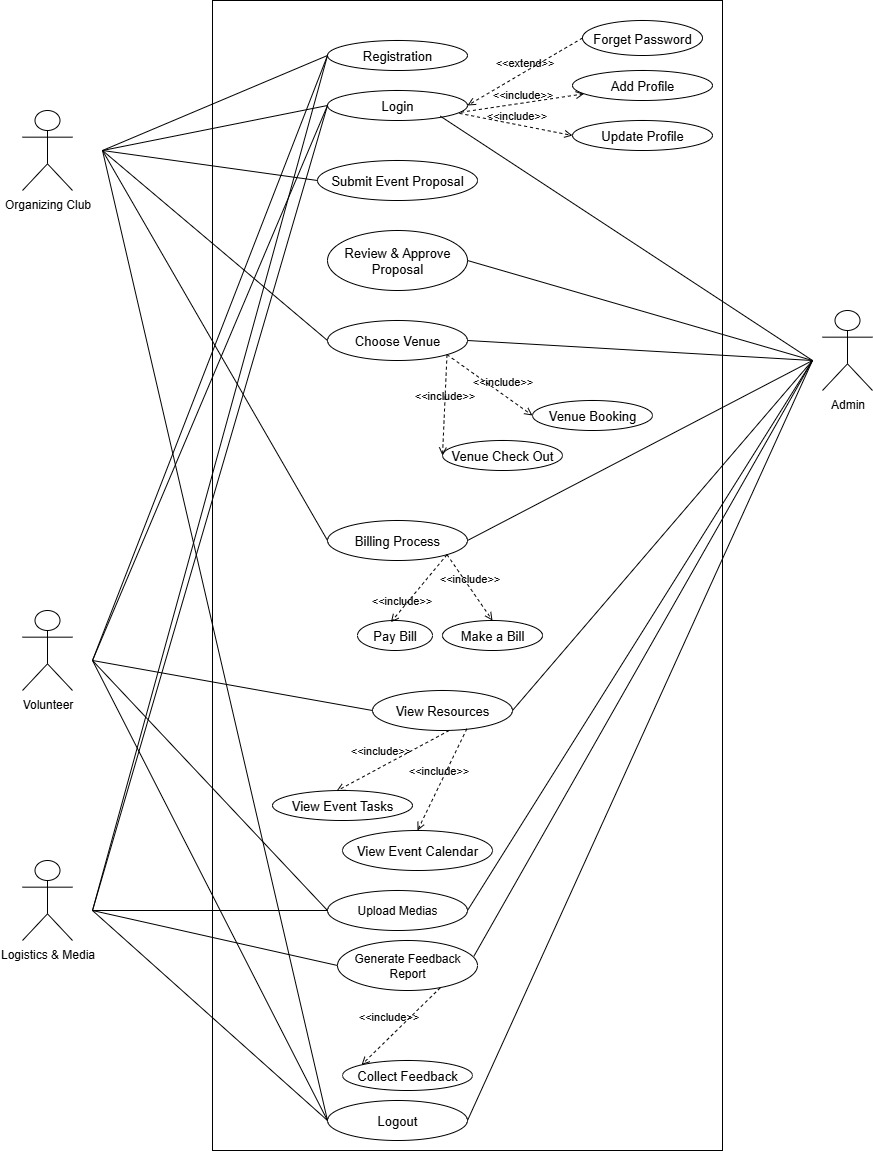 Forget Password
Registration
<<extend>>
Add Profile
<<include>>
Login
<<include>>
Update Profile
Organizing Club
Submit Event Proposal
Review & Approve
Proposal
Choose Venue
<<include>>
<<include>>
Admin
Venue Booking
Venue Check Out
Billing Process
<<include>>
<<include>>
Pay Bill
Make a Bill
Volunteer
View Resources
<<include>>
<<include>>
View Event Tasks
View Event Calendar
Upload Medias
Logistics & Media
Generate Feedback
Report
<<include>>
Collect Feedback
Logout